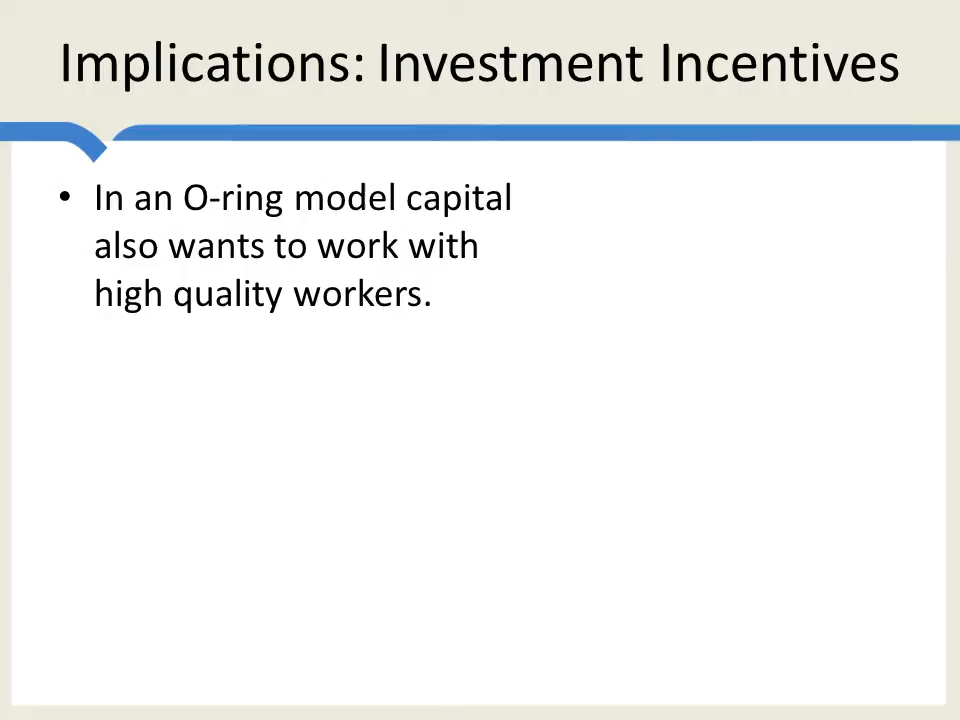 Implications: Investment Incentives
• In an O-ring model capital
also wants to work with
high quality workers.